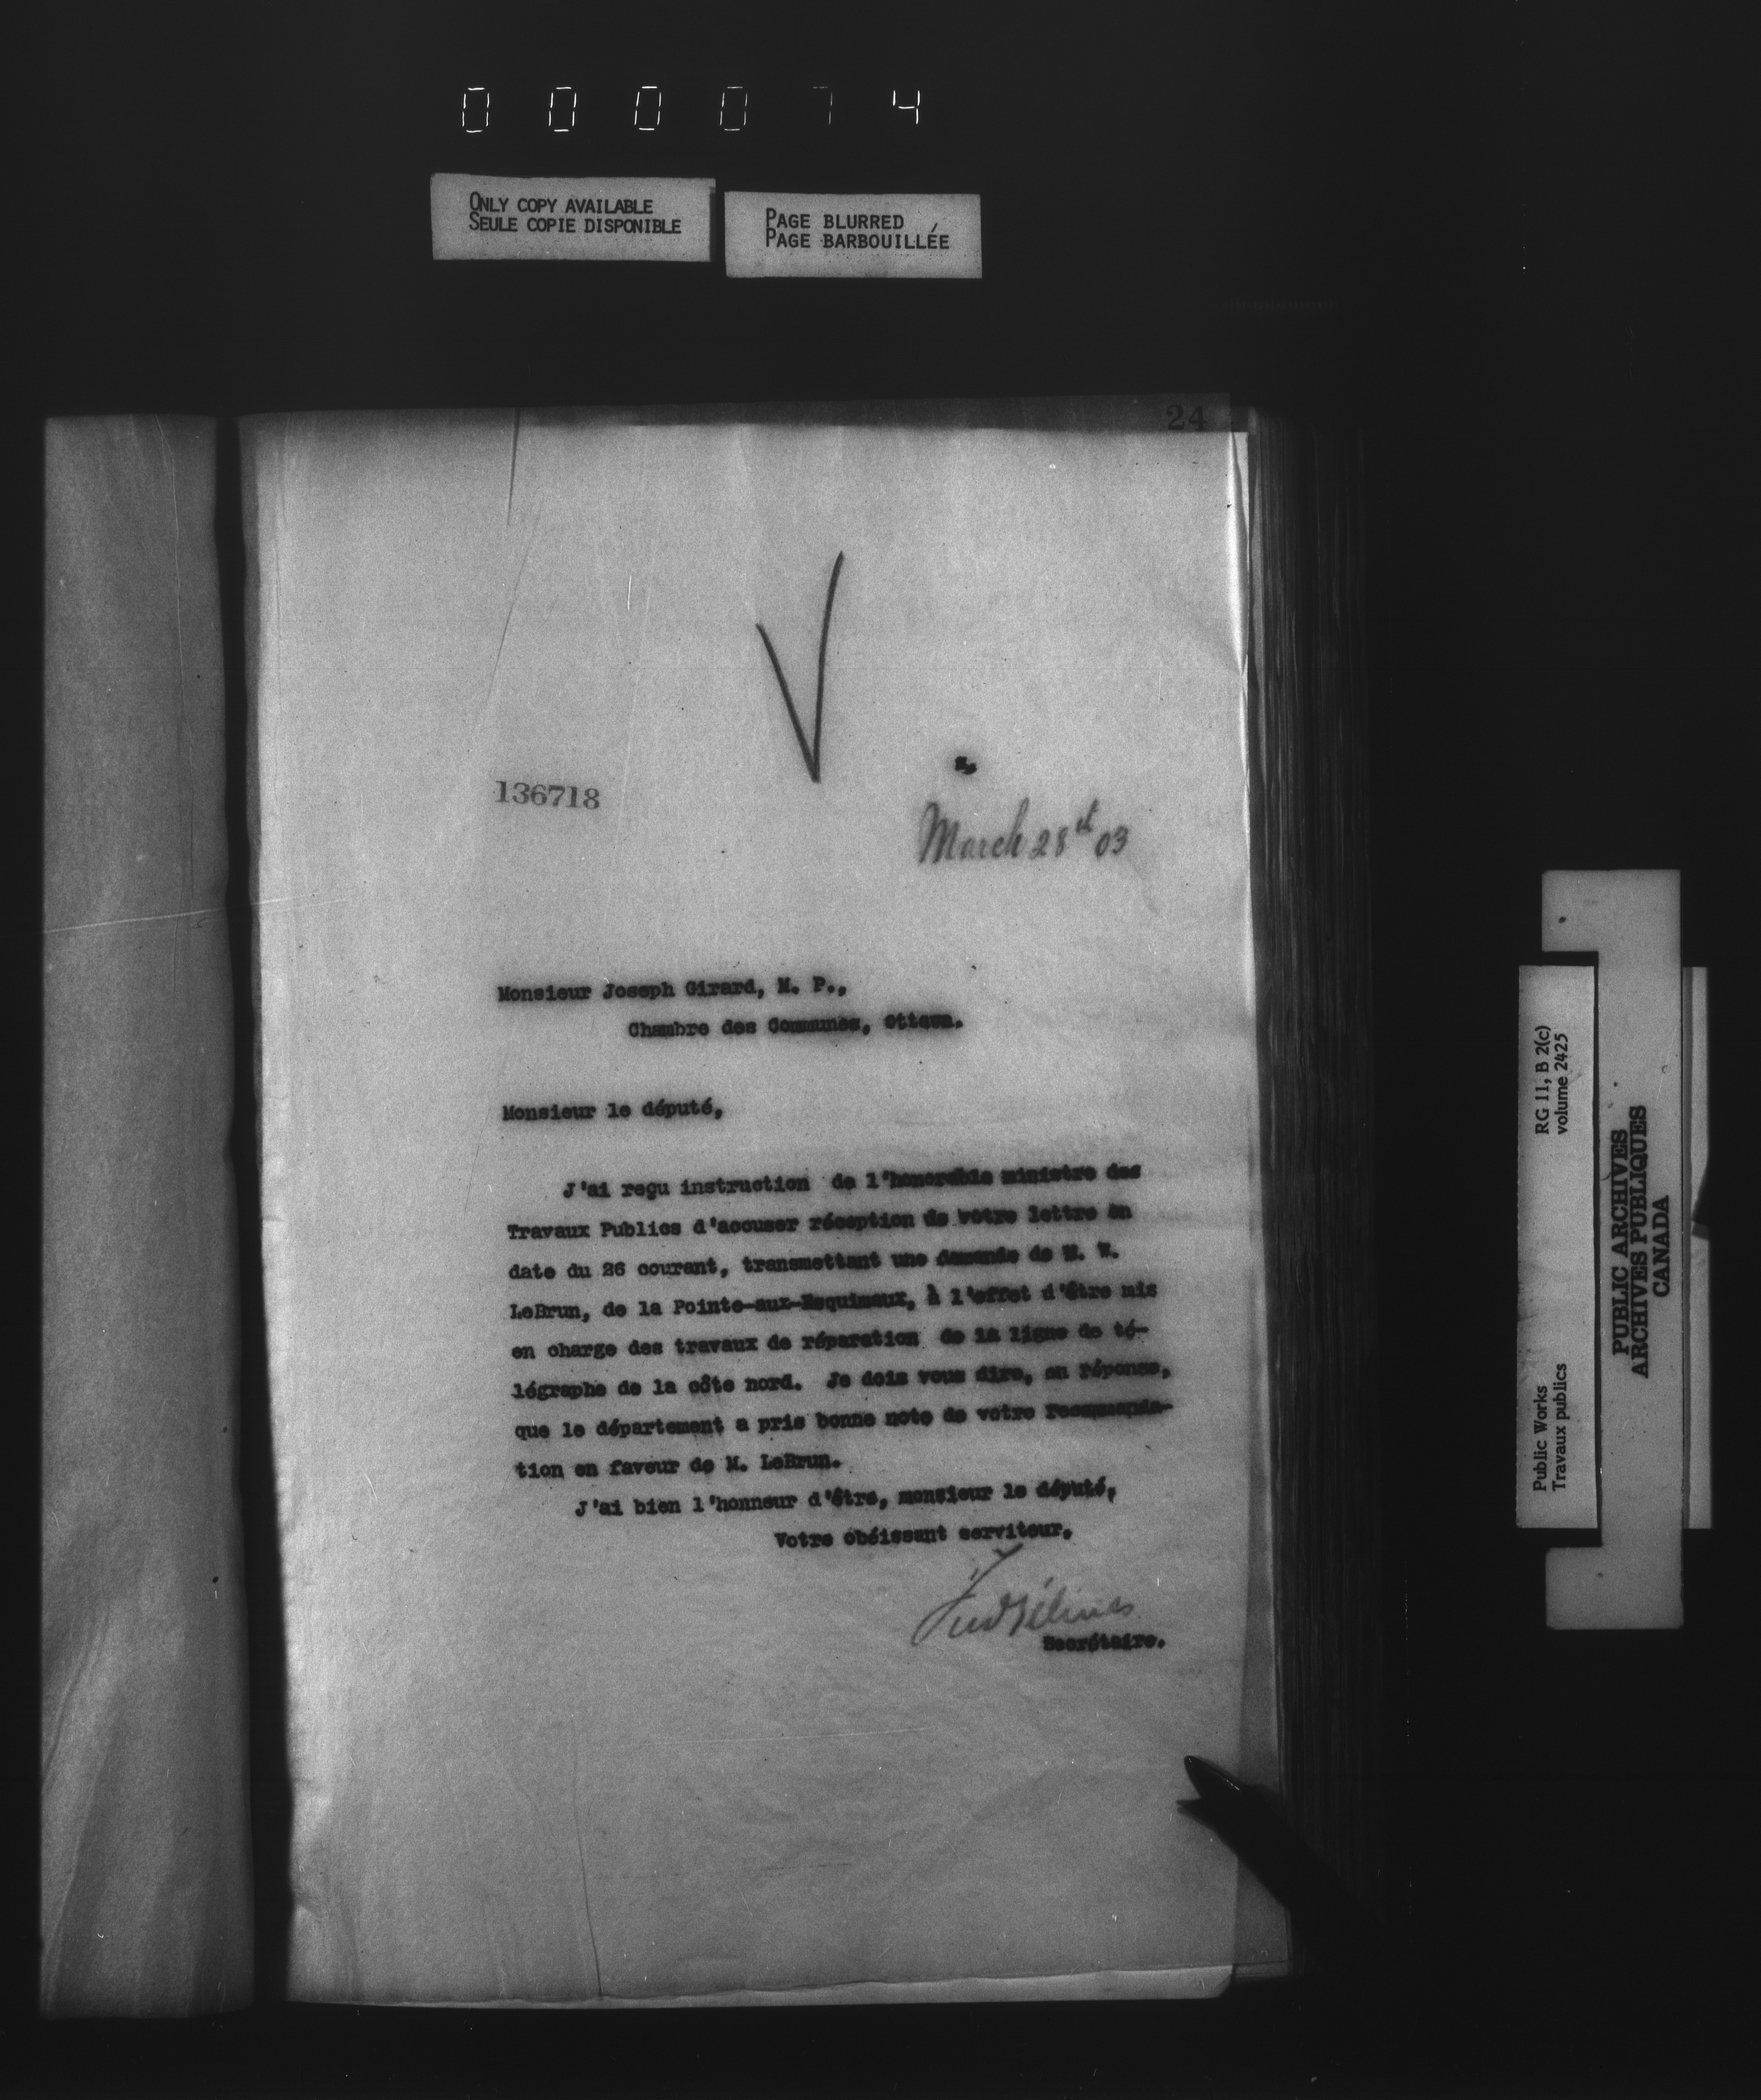 000074
ONLY COPY AVAILABLE
SEULE COPIE DISPONIBLE
PAGE BLURRED
PAGE BARBOUILLÉE
24
136718
March 28th 03
Monsieur Joseph Girard, M. P.,
Chambre des Communes, Ottawa.
Monsieur le député,
J'ai reçu instruction de l'honorable ministre des
Travaux Publics d'accuser réception de votre lettre en
date du 26 courant, transmettant une demande de M.
LeBrun, de la Pointe-aux-Esquimaux, à l'effet d'être mis
en charge des travaux de réparation de la ligne de té-
légraphe de la côte nord. Je dois vous dire, en réponse,
que le département a pris bonne note de votre recommanda-
tion en faveur de M. LeBrun.
J'ai bien l'honneur d'être, monsieur le député,
Votre obéissant serviteur,
Fred Gélinas
Secrétaire.
Public Works
Travaux publics
RG 11, B 2(c)
volume 2425
PUBLIC ARCHIVES
ARCHIVES PUBLIQUES
CANADA